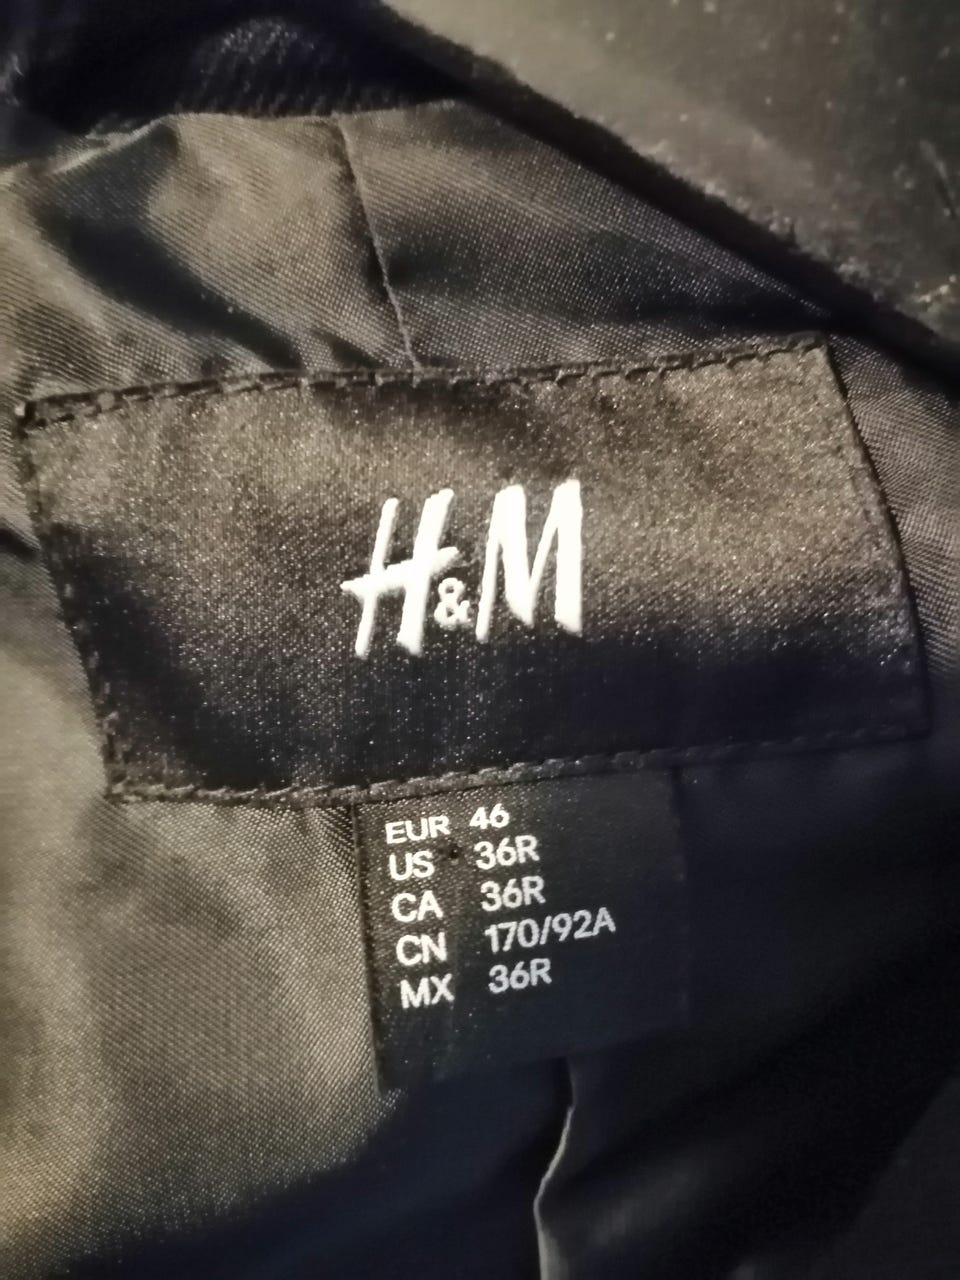 H&M
EUR 46
US 36R
CA 36R
CN 170/92A
MX 36R